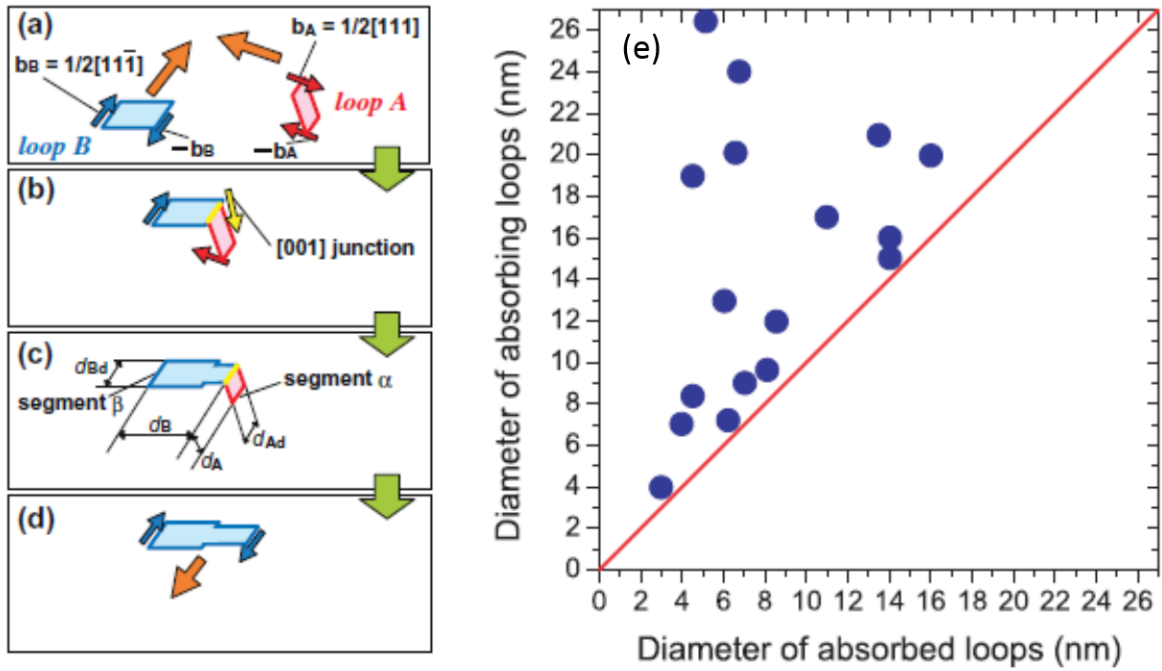 (a)
b_A = 1/2[111]
b_B = 1/2[111̄]
loop A
loop B
−b_B
−b_A
(b)
[001] junction
(c)
d_Bd
segment α
segment β
d_B
d_A
d_Ad
(d)
(e)
Diameter of absorbing loops (nm)
26
24
22
20
18
16
14
12
10
8
6
4
2
0
0 2 4 6 8 10 12 14 16 18 20 22 24 26
Diameter of absorbed loops (nm)